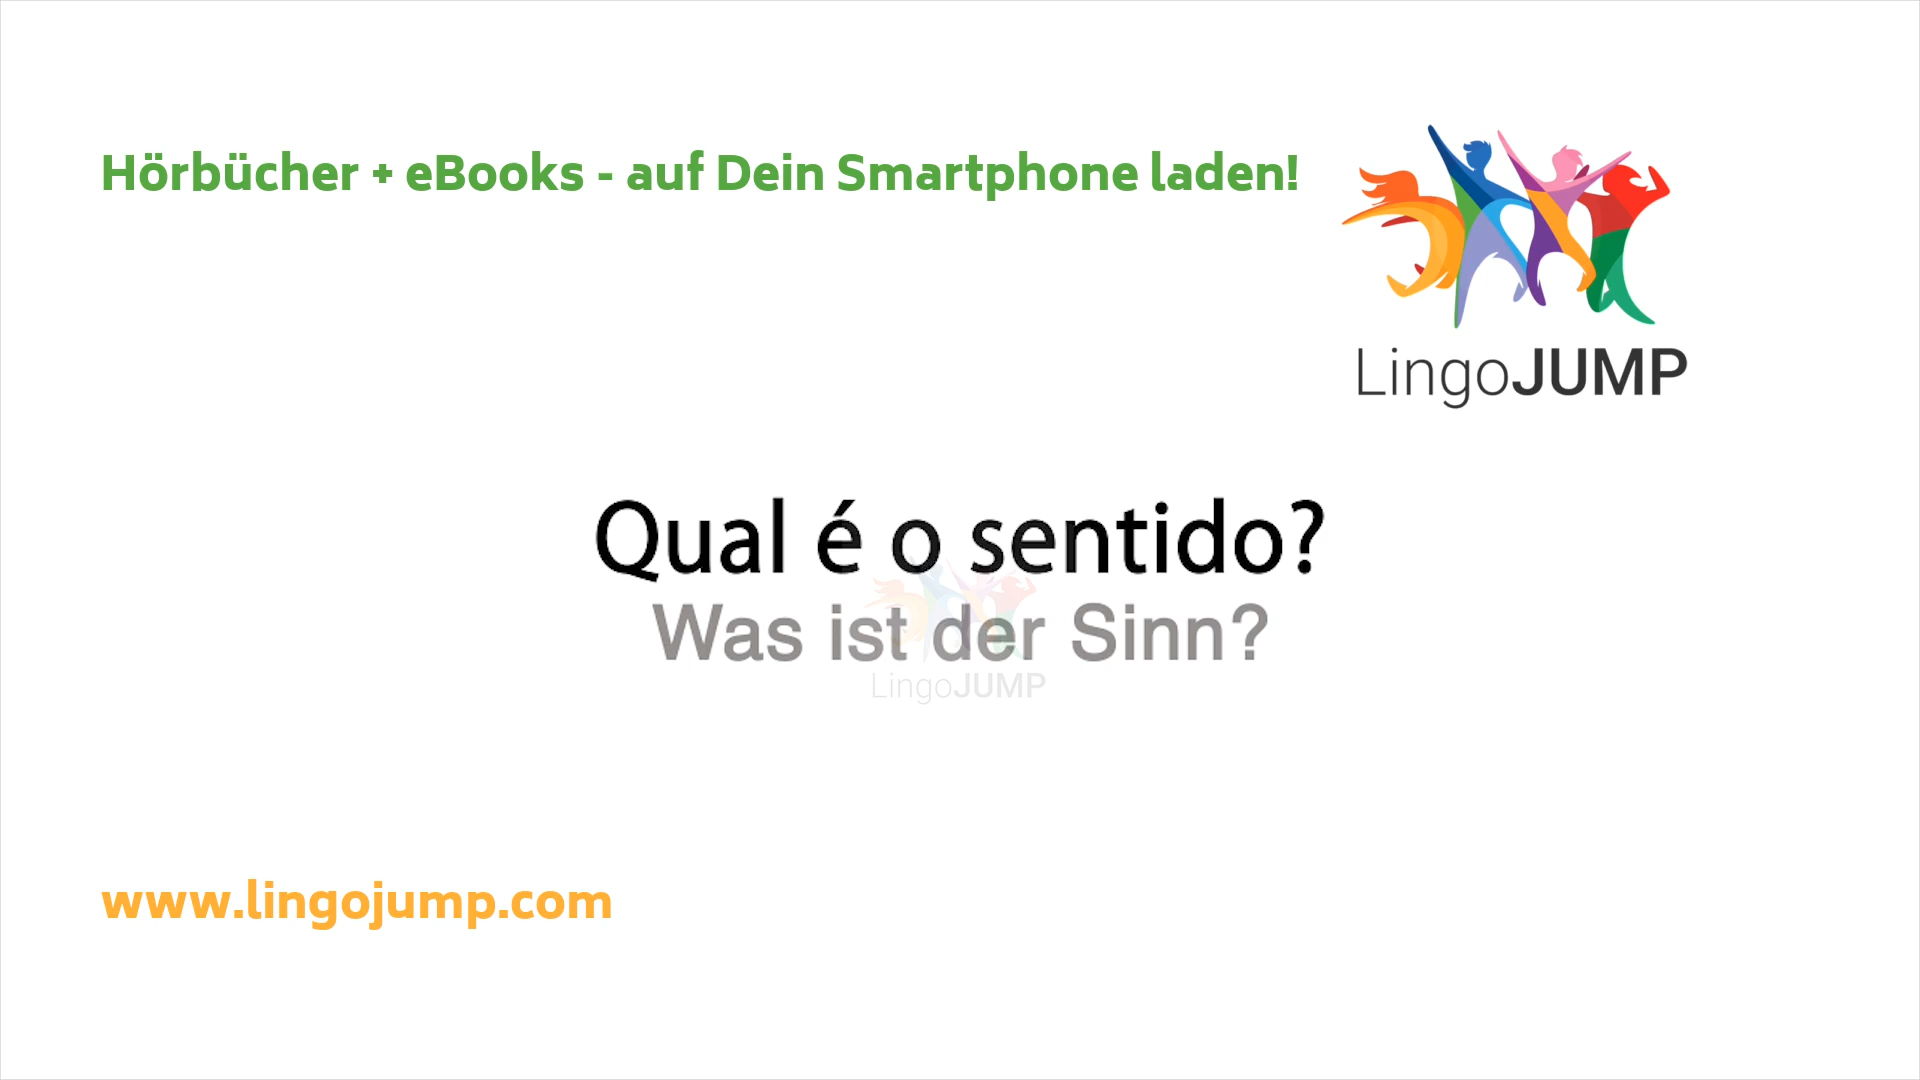 Hörbücher + eBooks - auf Dein Smartphone laden!
LingoJUMP
Qual é o sentido?
Was ist der Sinn?
LingoJUMP
www.lingojump.com